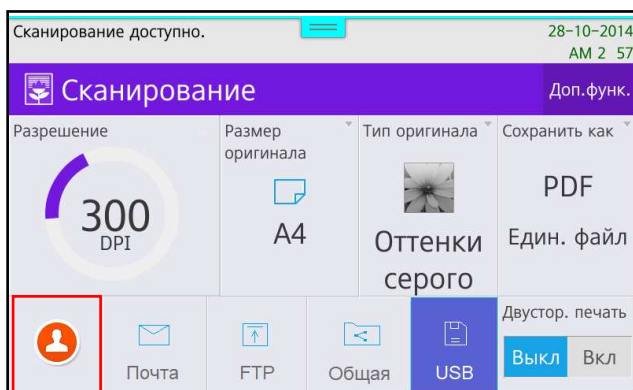 Сканирование доступно.
28-10-2014
AM 2 57
Сканирование
Доп.функ.
Разрешение
300
DPI
Размер
оригинала
A4
Тип оригинала
Оттенки
серого
Сохранить как
PDF
Един. файл
Почта
FTP
Общая
USB
Двустор. печать
Выкл
Вкл